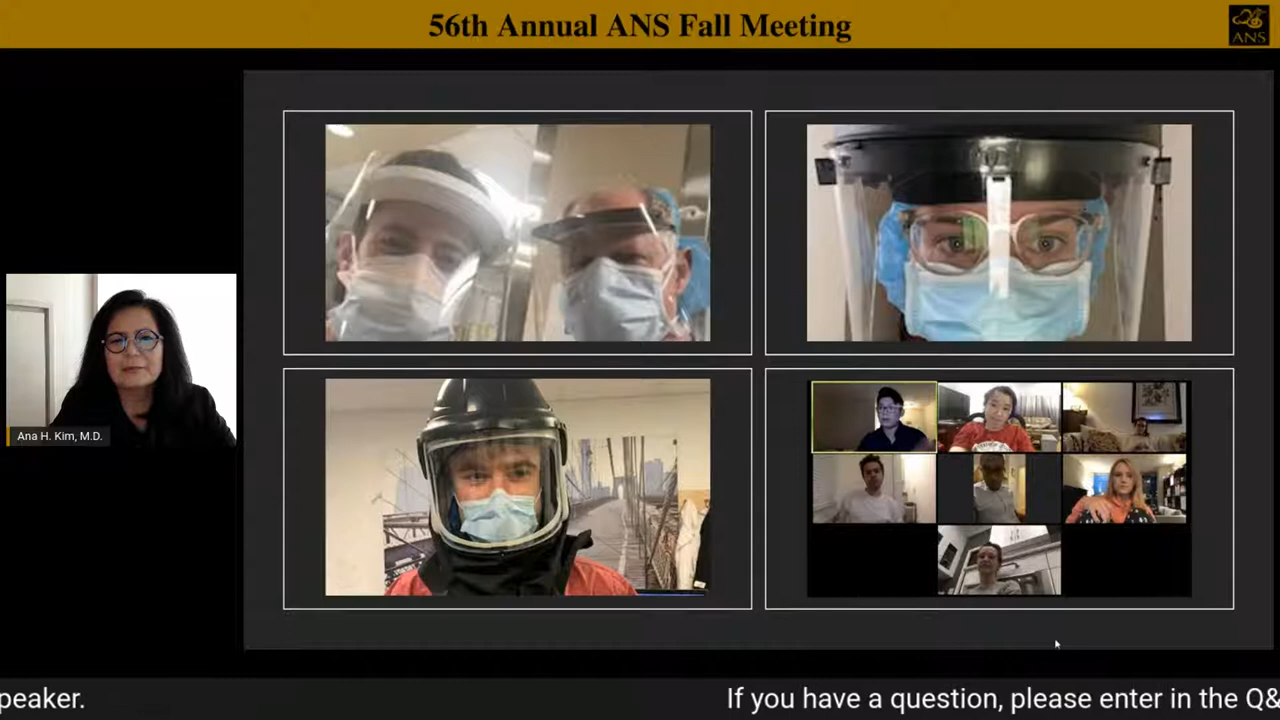 56th Annual ANS Fall Meeting
ANS
Ana H. Kim, M.D.
peaker.
If you have a question, please enter in the Q&